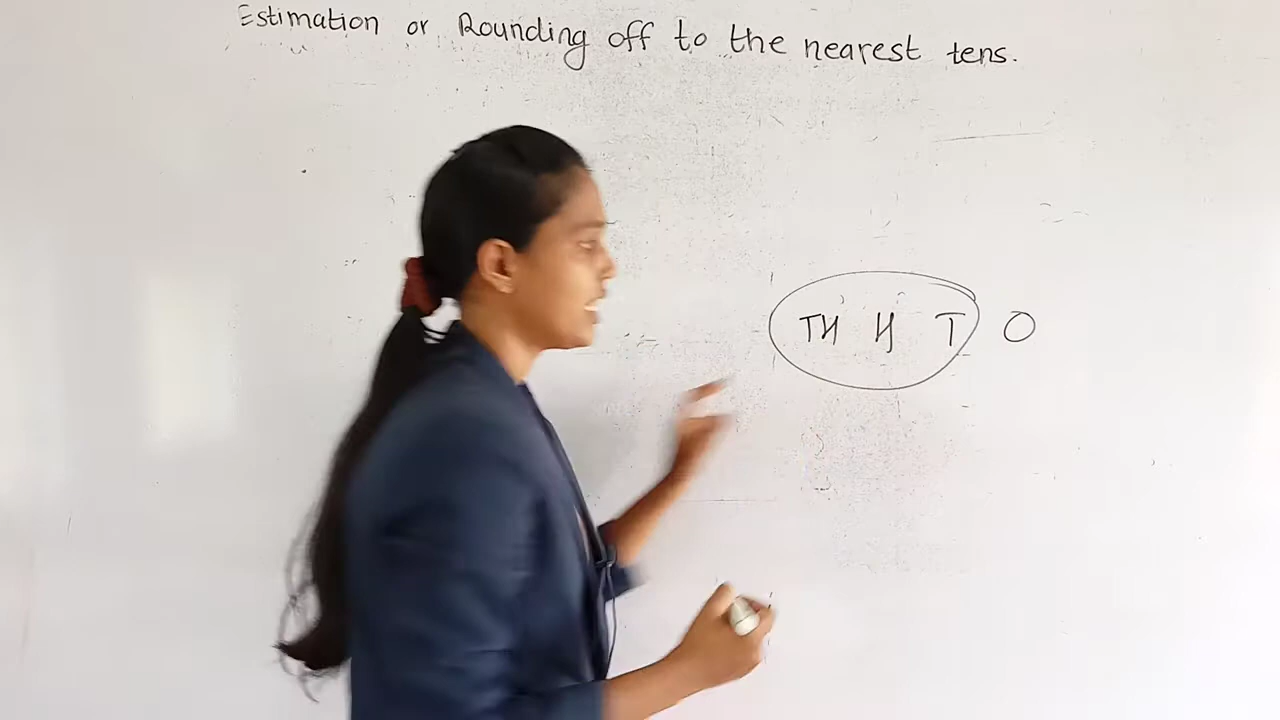 Estimation or Rounding off to the nearest tens.
TH H T O